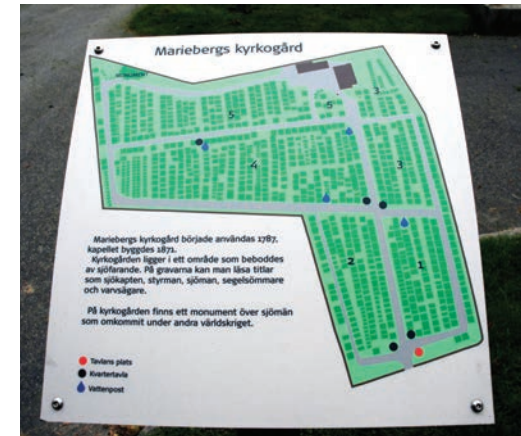 Mariebergs kyrkogård
5
5
3
4
3
2
1
Mariebergs kyrkogård började användas 1787,
kapellet byggdes 1871.
Kyrkogården ligger i ett område som beboddes
av sjöfarande. På gravarna kan man läsa titlar
som sjökapten, styrman, sjöman, segelsömmare
och varvsägare.
På kyrkogården finns ett monument över sjömän
som omkommit under andra världskriget.
Tavlans plats
Kvartertavla
Vattenpost